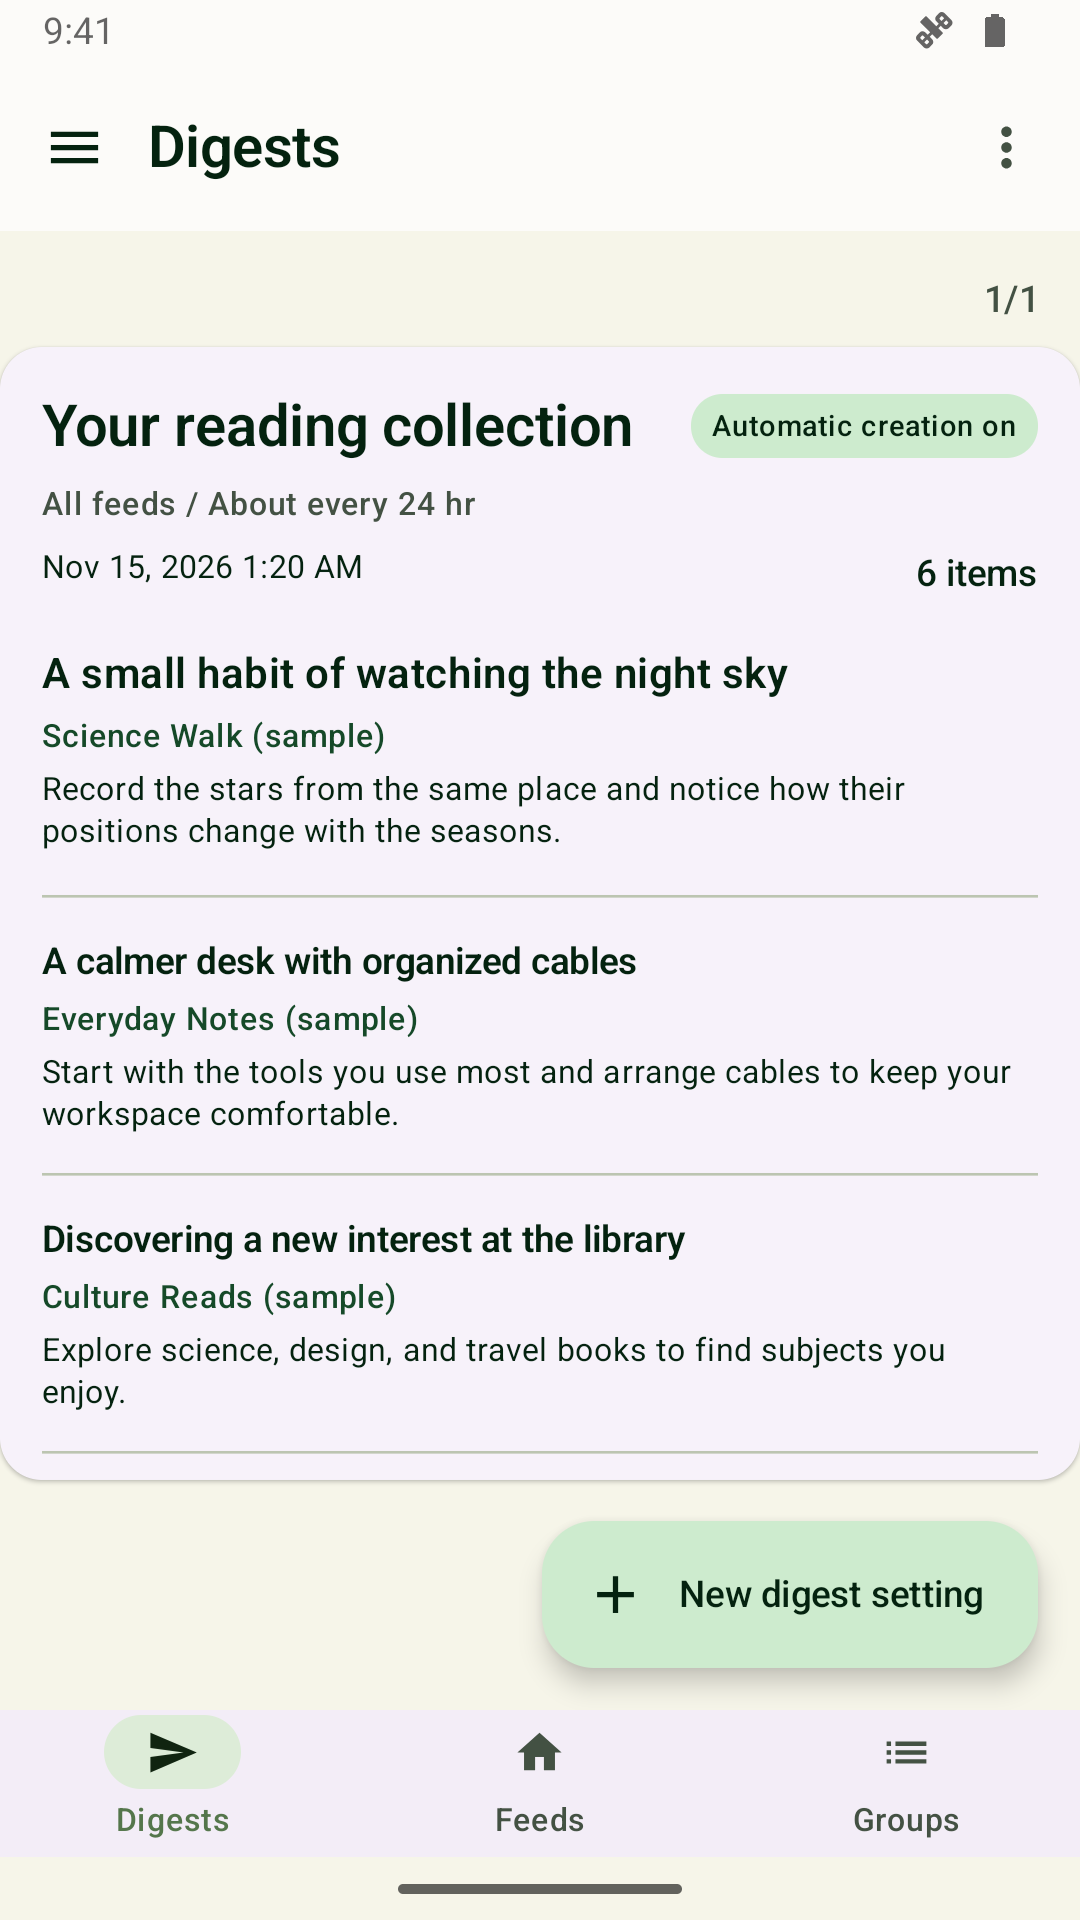 9:41
Digests
1/1
Your reading collection
Automatic creation on
All feeds / About every 24 hr
Nov 15, 2026 1:20 AM
6 items
A small habit of watching the night sky
Science Walk (sample)
Record the stars from the same place and notice how their
positions change with the seasons.
A calmer desk with organized cables
Everyday Notes (sample)
Start with the tools you use most and arrange cables to keep your
workspace comfortable.
Discovering a new interest at the library
Culture Reads (sample)
Explore science, design, and travel books to find subjects you
enjoy.
New digest setting
Digests
Feeds
Groups